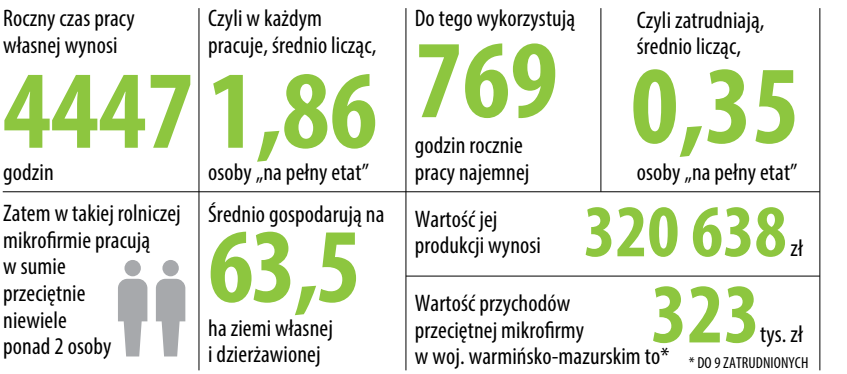 Roczny czas pracy
własnej wynosi
4447
godzin
Czyli w każdym
pracuje, średnio licząc,
1,86
osoby „na pełny etat”
Do tego wykorzystują
769
godzin rocznie
pracy najemnej
Czyli zatrudniają,
średnio licząc,
0,35
osoby „na pełny etat”
Zatem w takiej rolniczej
mikrofirmie pracują
w sumie
przeciętnie
niewiele
ponad 2 osoby
Średnio gospodarują na
63,5
ha ziemi własnej
i dzierżawionej
Wartość jej
produkcji wynosi
320 638 zł
Wartość przychodów
przeciętnej mikrofirmy
w woj. warmińsko-mazurskim to*
323 tys. zł
* DO 9 ZATRUDNIONYCH